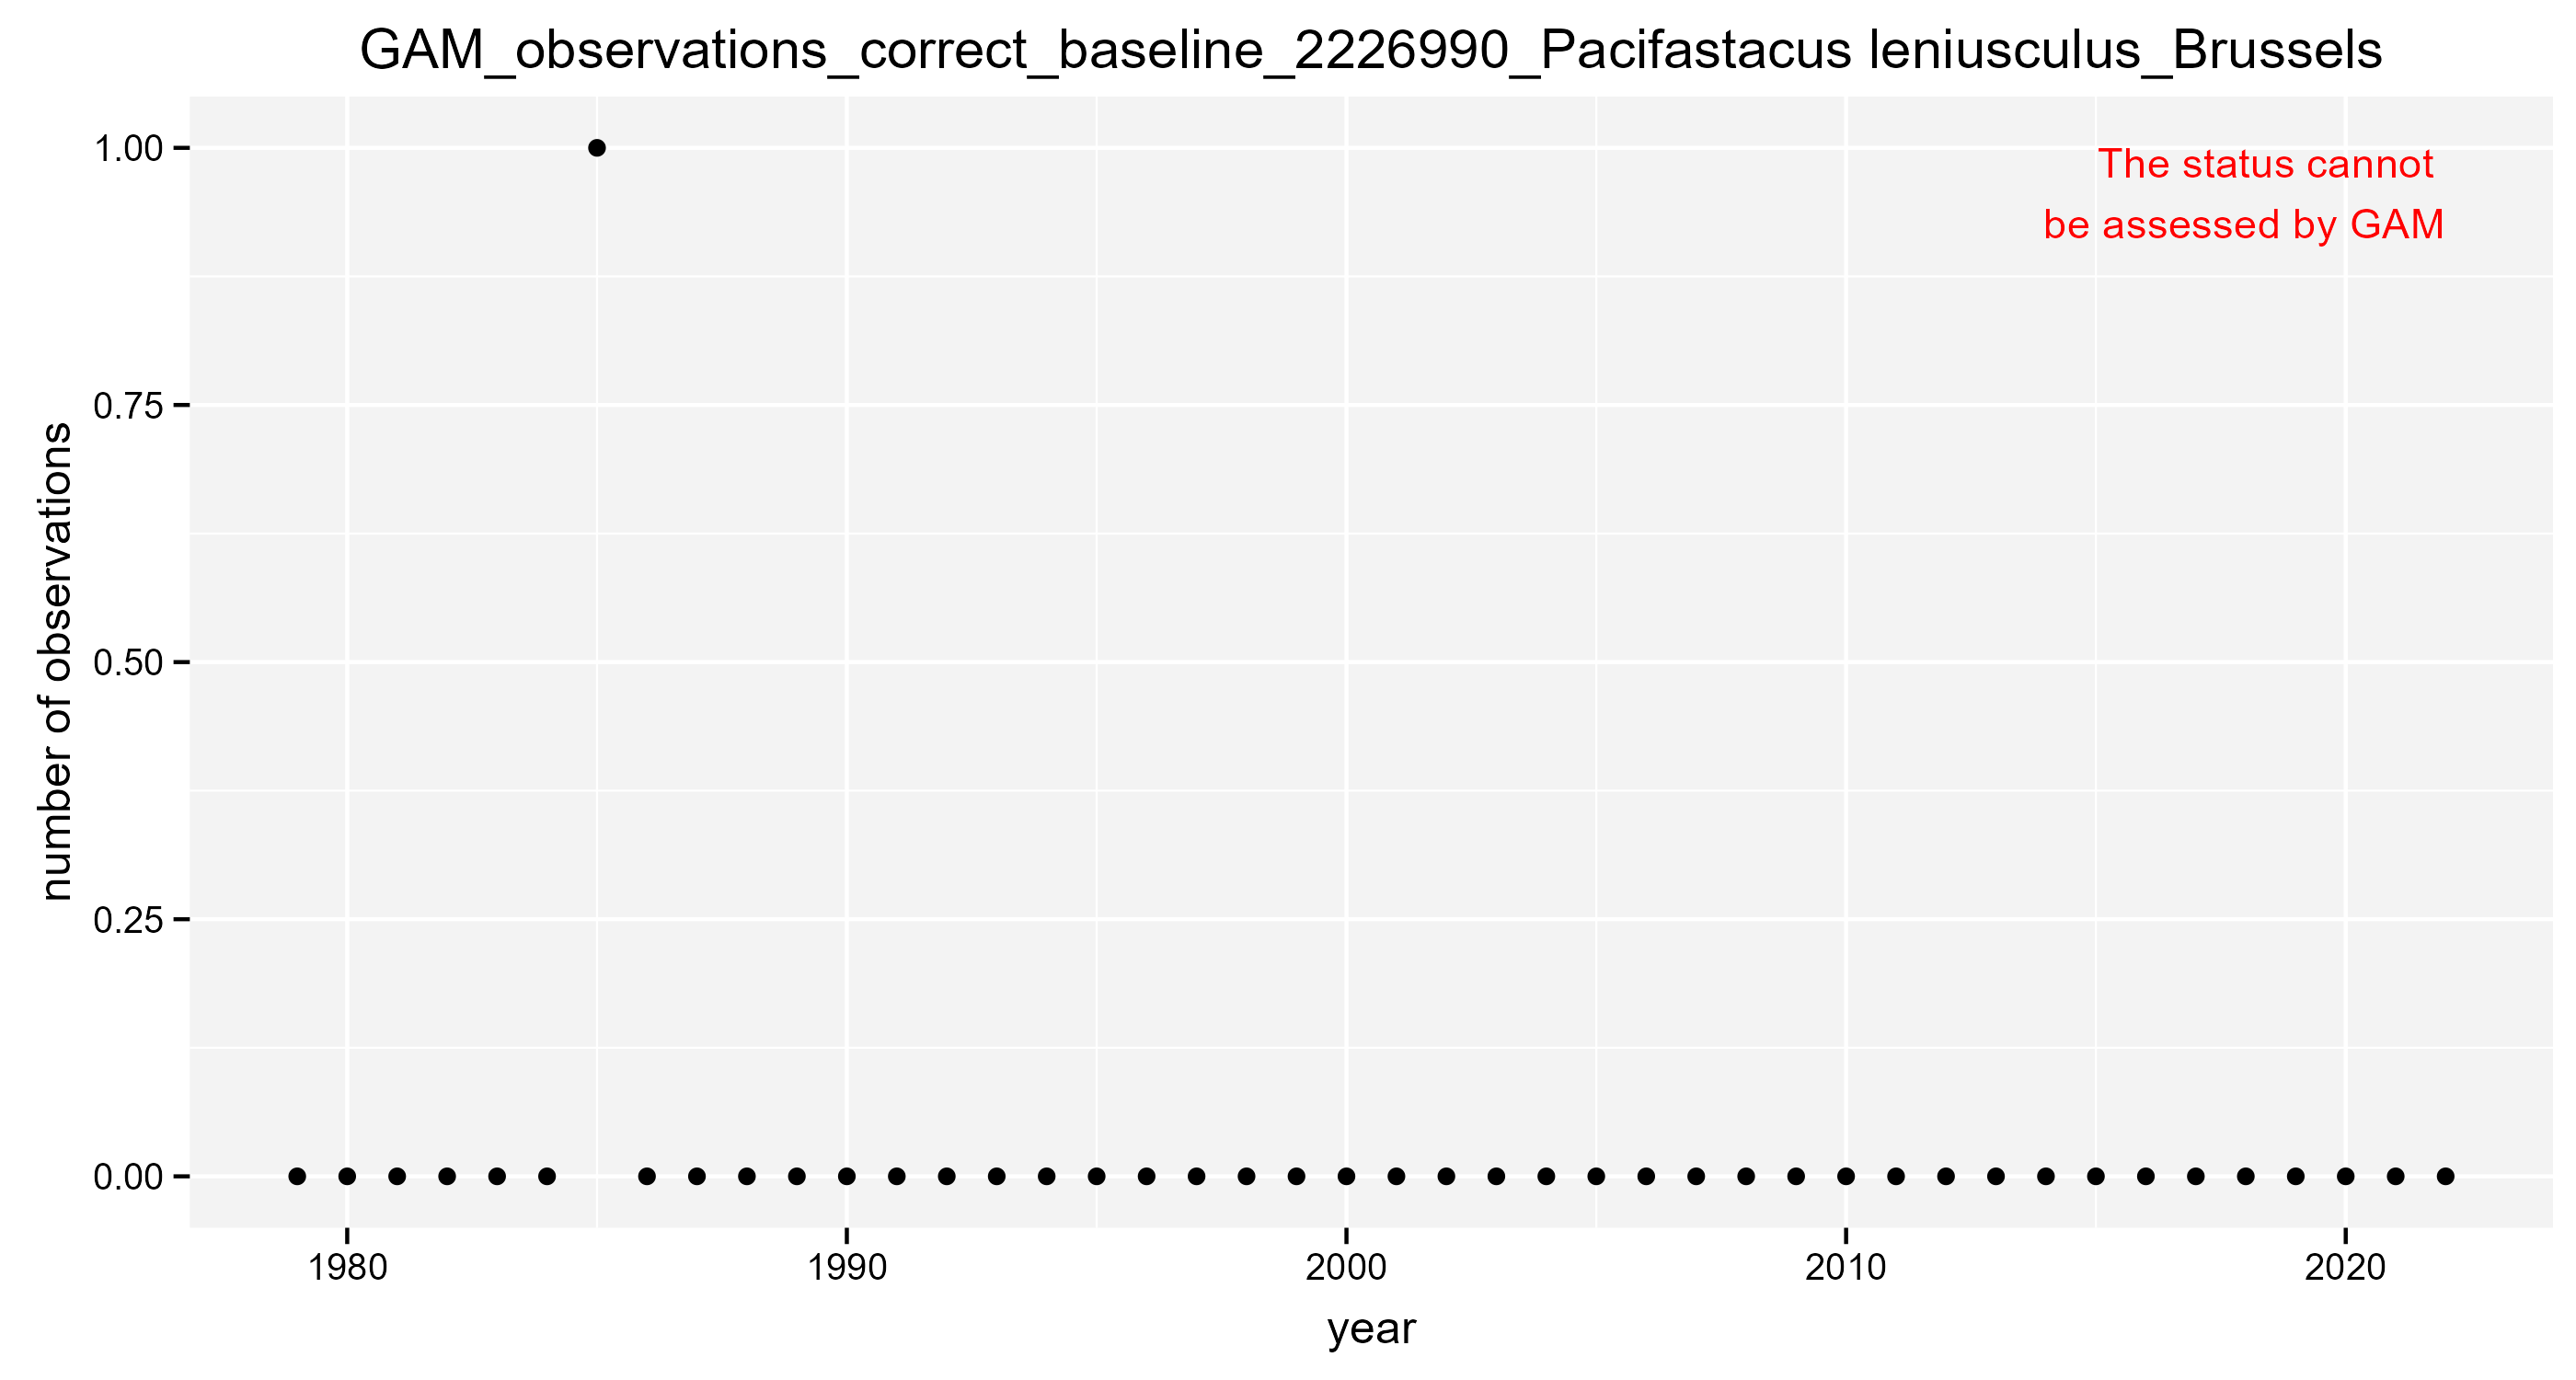 GAM_observations_correct_baseline_2226990_Pacifastacus leniusculus_Brussels
The status cannot
be assessed by GAM
number of observations
1.00
0.75
0.50
0.25
0.00
1980 1990 2000 2010 2020
year